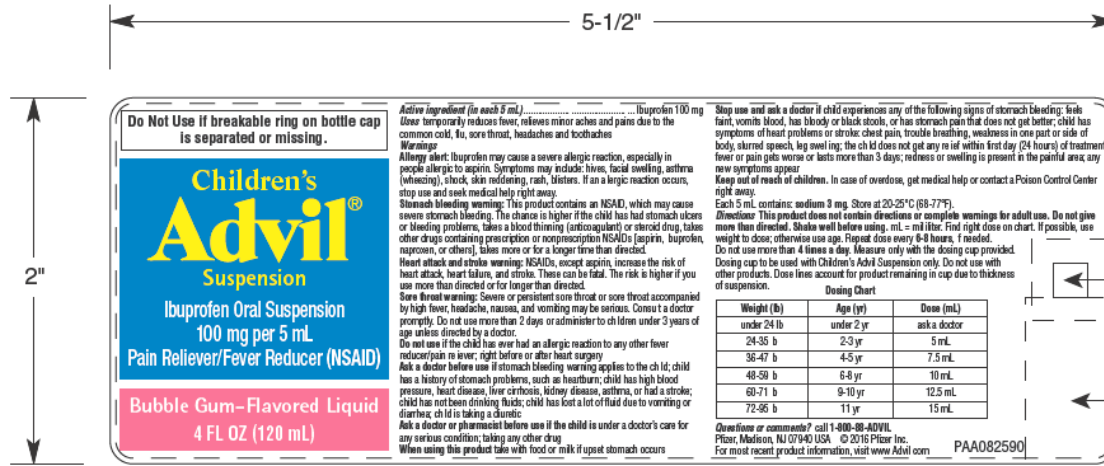 5-1/2"
2"
Do Not Use if breakable ring on bottle cap
is separated or missing.
Children's
Advil®
Suspension
Ibuprofen Oral Suspension
100 mg per 5 mL
Pain Reliever/Fever Reducer (NSAID)
Bubble Gum–Flavored Liquid
4 FL OZ (120 mL)
Active ingredient (in each 5 mL)........................ ............. ...Ibuprofen 100 mg
Uses temporarily reduces fever, relieves minor aches and pains due to the
common cold, flu, sore throat, headaches and toothaches
Warnings
Allergy alert: Ibuprofen may cause a severe allergic reaction, especially in
people allergic to aspirin. Symptoms may include: hives, facial swelling, asthma
(wheezing), shock, skin reddening, rash, blisters. If an a lergic reaction occurs,
stop use and seek medical help right away.
Stomach bleeding warning: This product contains an NSAID, which may cause
severe stomach bleeding. The chance is higher if the child has had stomach ulcers
or bleeding problems, takes a blood thinning (anticoagulant) or steroid drug, takes
other drugs containing prescription or nonprescription NSAIDs [aspirin, buprofen,
naproxen, or others], takes more or for a longer time than directed.
Heart attack and stroke warning: NSAIDs, except aspirin, increase the risk of
heart attack, heart failure, and stroke. These can be fatal. The risk is higher if you
use more than directed or for longer than directed.
Sore throat warning: Severe or persistent sore throat or sore throat accompanied
by high fever, headache, nausea, and vomiting may be serious. Consu t a doctor
promptly. Do not use more than 2 days or administer to ch ldren under 3 years of
age unless directed by a doctor.
Do not use if the child has ever had an allergic reaction to any other fever
reducer/pain re iever; right before or after heart surgery
Ask a doctor before use if stomach bleeding warning applies to the ch ld; child
has a history of stomach problems, such as heartburn; child has high blood
pressure, heart disease, liver cirrhosis, kidney disease, asthma, or had a stroke;
child has not been drinking fluids; child has lost a lot of fluid due to vomiting or
diarrhea; ch ld is taking a diuretic
Ask a doctor or pharmacist before use if the child is under a doctor's care for
any serious condition; taking any other drug
When using this product take with food or milk if upset stomach occurs
Stop use and ask a doctor if child experiences any of the following signs of stomach bleeding: feels
faint, vomits blood, has bloody or black stools, or has stomach pain that does not get better; child has
symptoms of heart problems or stroke: chest pain, trouble breathing, weakness in one part or side of
body, slurred speech, leg swel ing; the ch ld does not get any re ief within first day (24 hours) of treatment
fever or pain gets worse or lasts more than 3 days; redness or swelling is present in the painful area; any
new symptoms appear
Keep out of reach of children. In case of overdose, get medical help or contact a Poison Control Center
right away.
Each 5 mL contains: sodium 3 mg. Store at 20-25°C (68-77°F).
Directions This product does not contain directions or complete warnings for adult use. Do not give
more than directed. Shake well before using. mL = mil iliter. Find right dose on chart. If possible, use
weight to dose; otherwise use age. Repeat dose every 6-8 hours, f needed.
Do not use more than 4 times a day. Measure only with the dosing cup provided.
Dosing cup to be used with Children's Advil Suspension only. Do not use with
other products. Dose lines account for product remaining in cup due to thickness
of suspension.
Dosing Chart
Weight (lb) Age (yr) Dose (mL)
under 24 lb under 2 yr ask a doctor
24-35 b 2-3 yr 5 mL
36-47 b 4-5 yr 7.5 mL
48-59 b 6-8 yr 10 mL
60-71 b 9-10 yr 12.5 mL
72-95 b 11 yr 15 mL
Questions or comments? call 1-800-88-ADVIL
Pfizer, Madison, NJ 07940 USA © 2016 Pfizer Inc.
For most recent product information, visit www Advil com
PAA082590